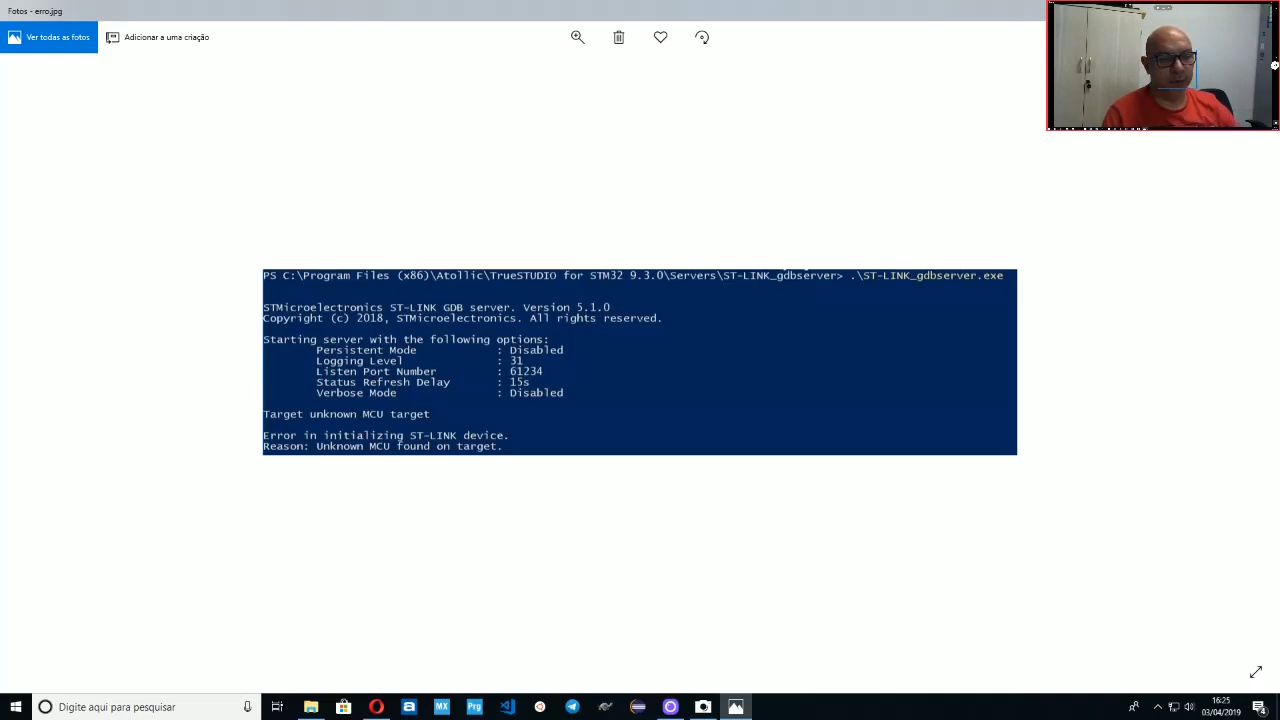 Fotos - erro.jpg
Ver todas as fotos
Adicionar a uma criação
PS C:\Program Files (x86)\Atollic\TrueSTUDIO for STM32 9.3.0\Servers\ST-LINK_gdbserver> .\ST-LINK_gdbserver.exe
STMicroelectronics ST-LINK GDB server. Version 5.1.0
Copyright (c) 2018, STMicroelectronics. All rights reserved.
Starting server with the following options:
Persistent Mode : Disabled
Logging Level : 31
Listen Port Number : 61234
Status Refresh Delay : 15s
Verbose Mode : Disabled
Target unknown MCU target
Error in initializing ST-LINK device.
Reason: Unknown MCU found on target.
Digite aqui para pesquisar
MX
Prg
16:25
03/04/2019
4